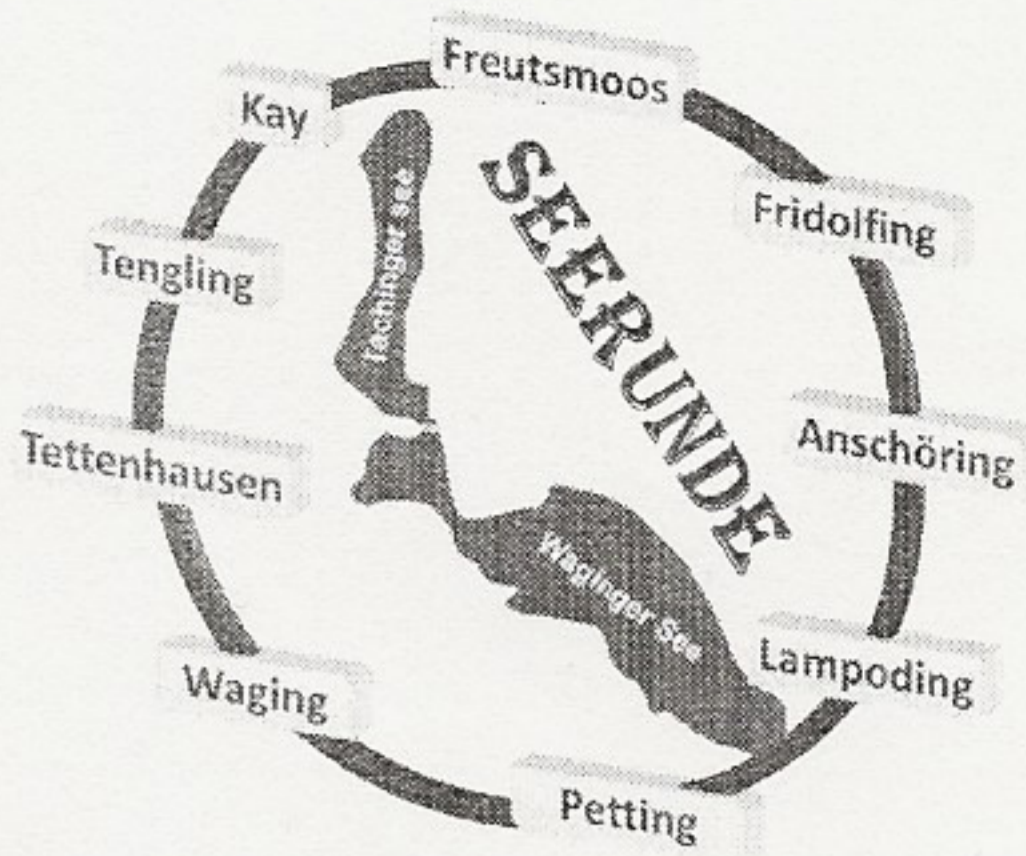 Freutsmoos
Kay
Fridolfing
Tengling
Tachinger See
SEERUNDE
Anschöring
Tettenhausen
Waginger See
Lampoding
Waging
Petting